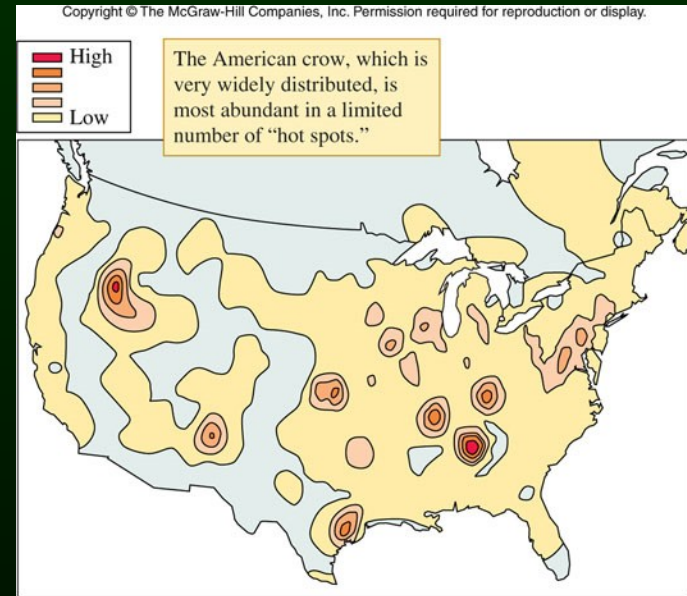 Copyright © The McGraw-Hill Companies, Inc. Permission required for reproduction or display.
High
Low
The American crow, which is
very widely distributed, is
most abundant in a limited
number of “hot spots.”